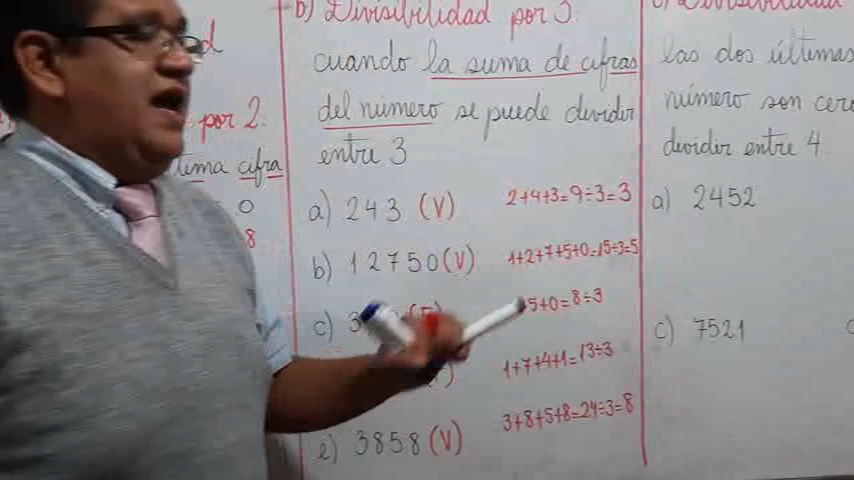 d
por 2.
cifra
0
8
b) Divisibilidad por 3.
cuando la suma de cifras
del número se puede dividir
entre 3
a) 243 (V) 2+4+3=9÷3=3
b) 12750 (V) 1+2+7+5+0=15÷3=5
c) 3 5+0=8÷3
1+7+4+1=13÷3
e) 3858 (V) 3+8+5+8=24÷3=8
las dos últimas
número son
dividir entre 4.
a) 2452
c) 7521